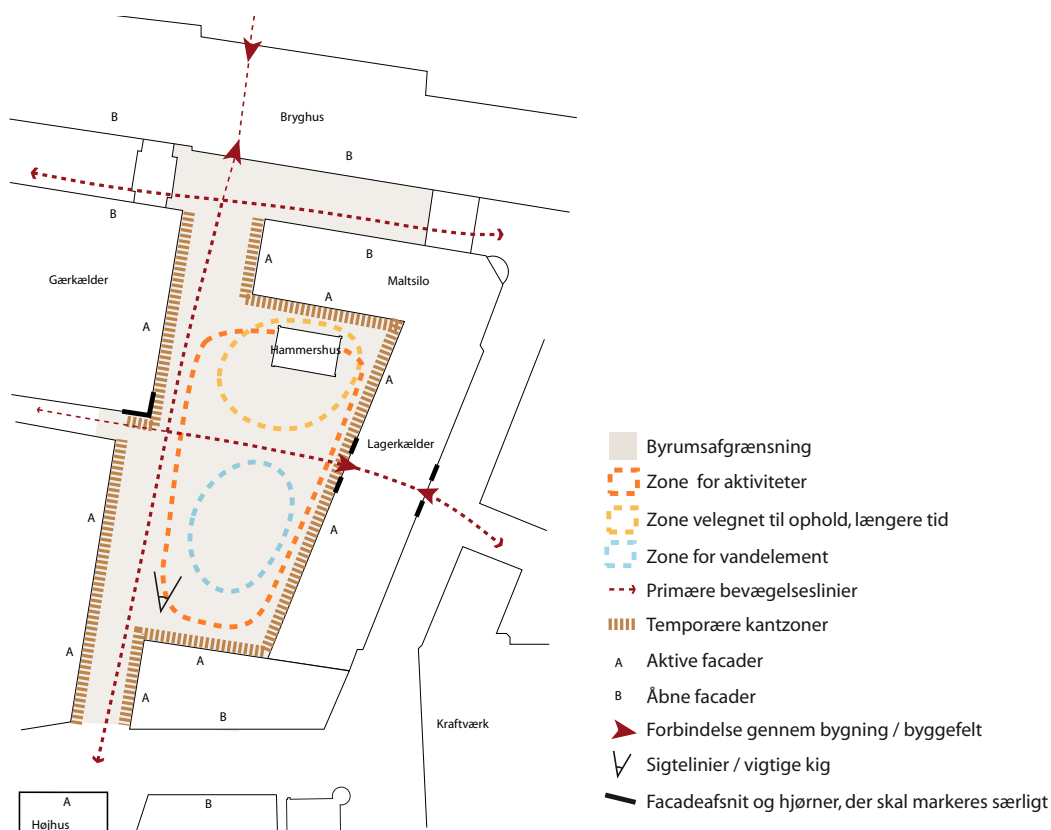 B
Bryghus
B
B
B
A
Gærkælder
Maltsilo
A
A
Hammershus
A
Lagerkælder
A
A
A
A
A
B
Kraftværk
A
B
Højhus
Byrumsafgrænsning
Zone for aktiviteter
Zone velegnet til ophold, længere tid
Zone for vandelement
Primære bevægelseslinier
Temporære kantzoner
A Aktive facader
B Åbne facader
Forbindelse gennem bygning / byggefelt
Sigtelinier / vigtige kig
Facadeafsnit og hjørner, der skal markeres særligt